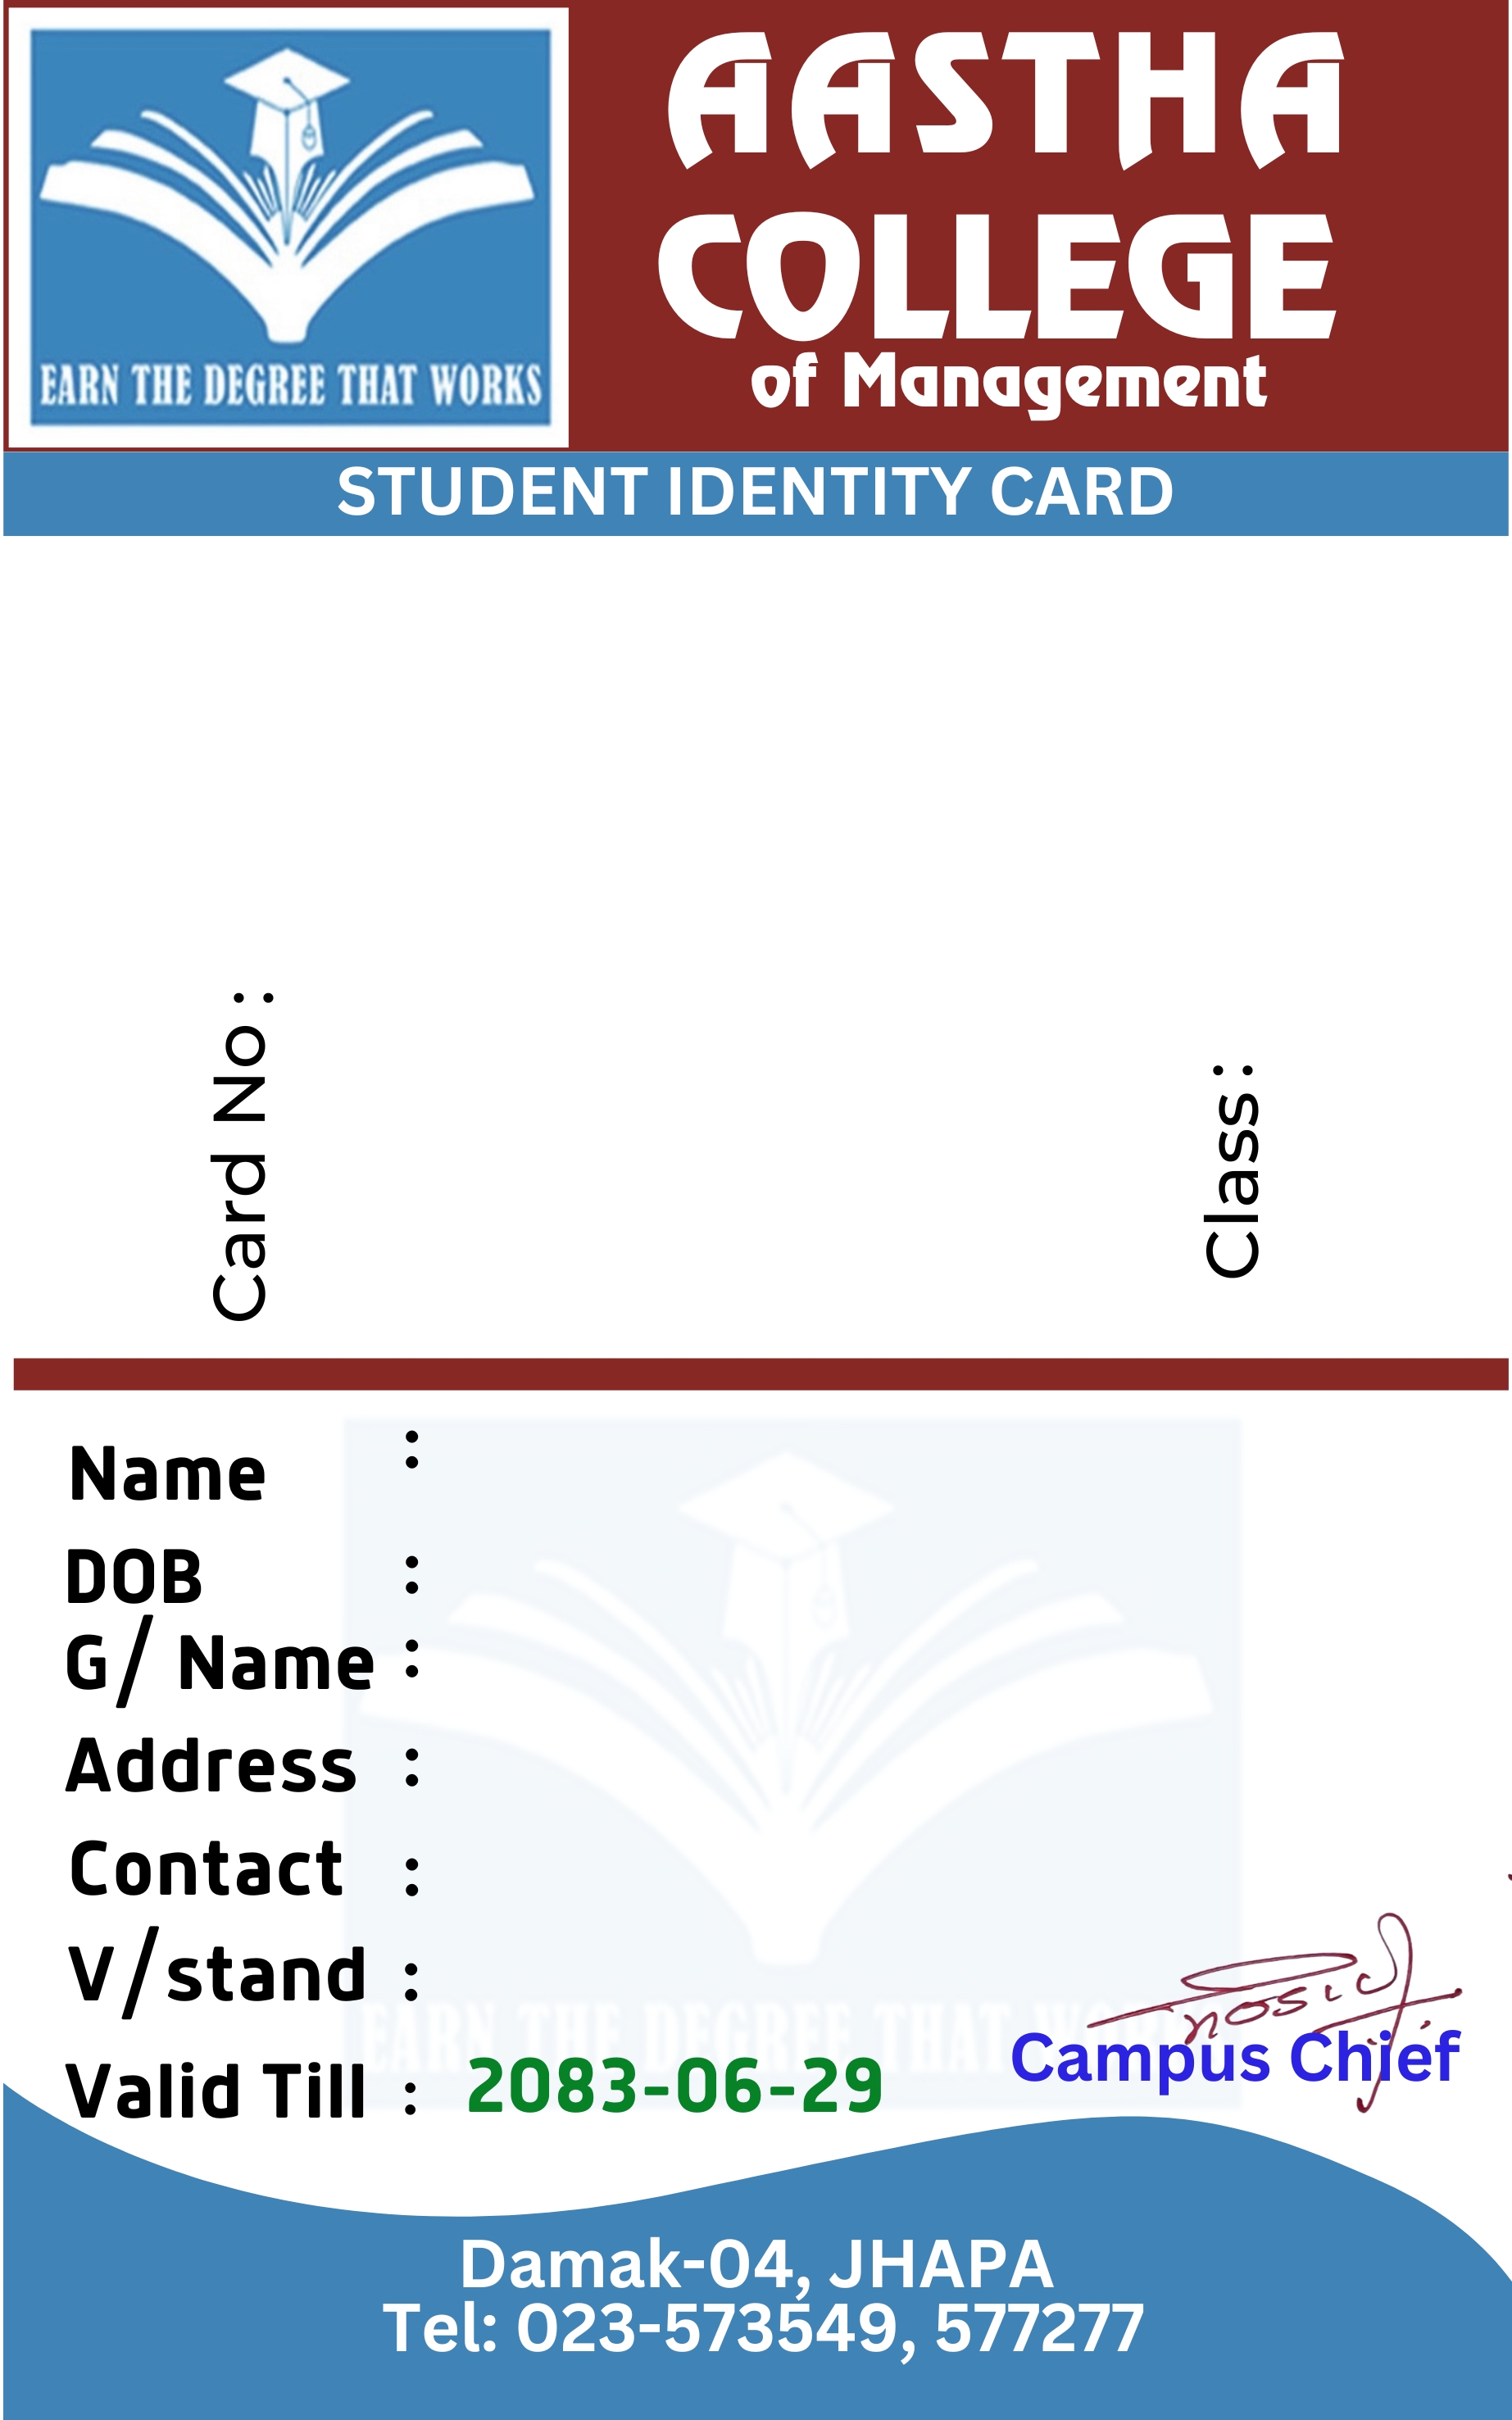 AASTHA
COLLEGE
of Management
EARN THE DEGREE THAT WORKS
STUDENT IDENTITY CARD
Card No :
Class :
Name :
DOB :
G/ Name :
Address :
Contact :
V/stand :
EARN THE DEGREE THAT WORKS
Campus Chief
Valid Till : 2083-06-29
Damak-04, JHAPA
Tel: 023-573549, 577277